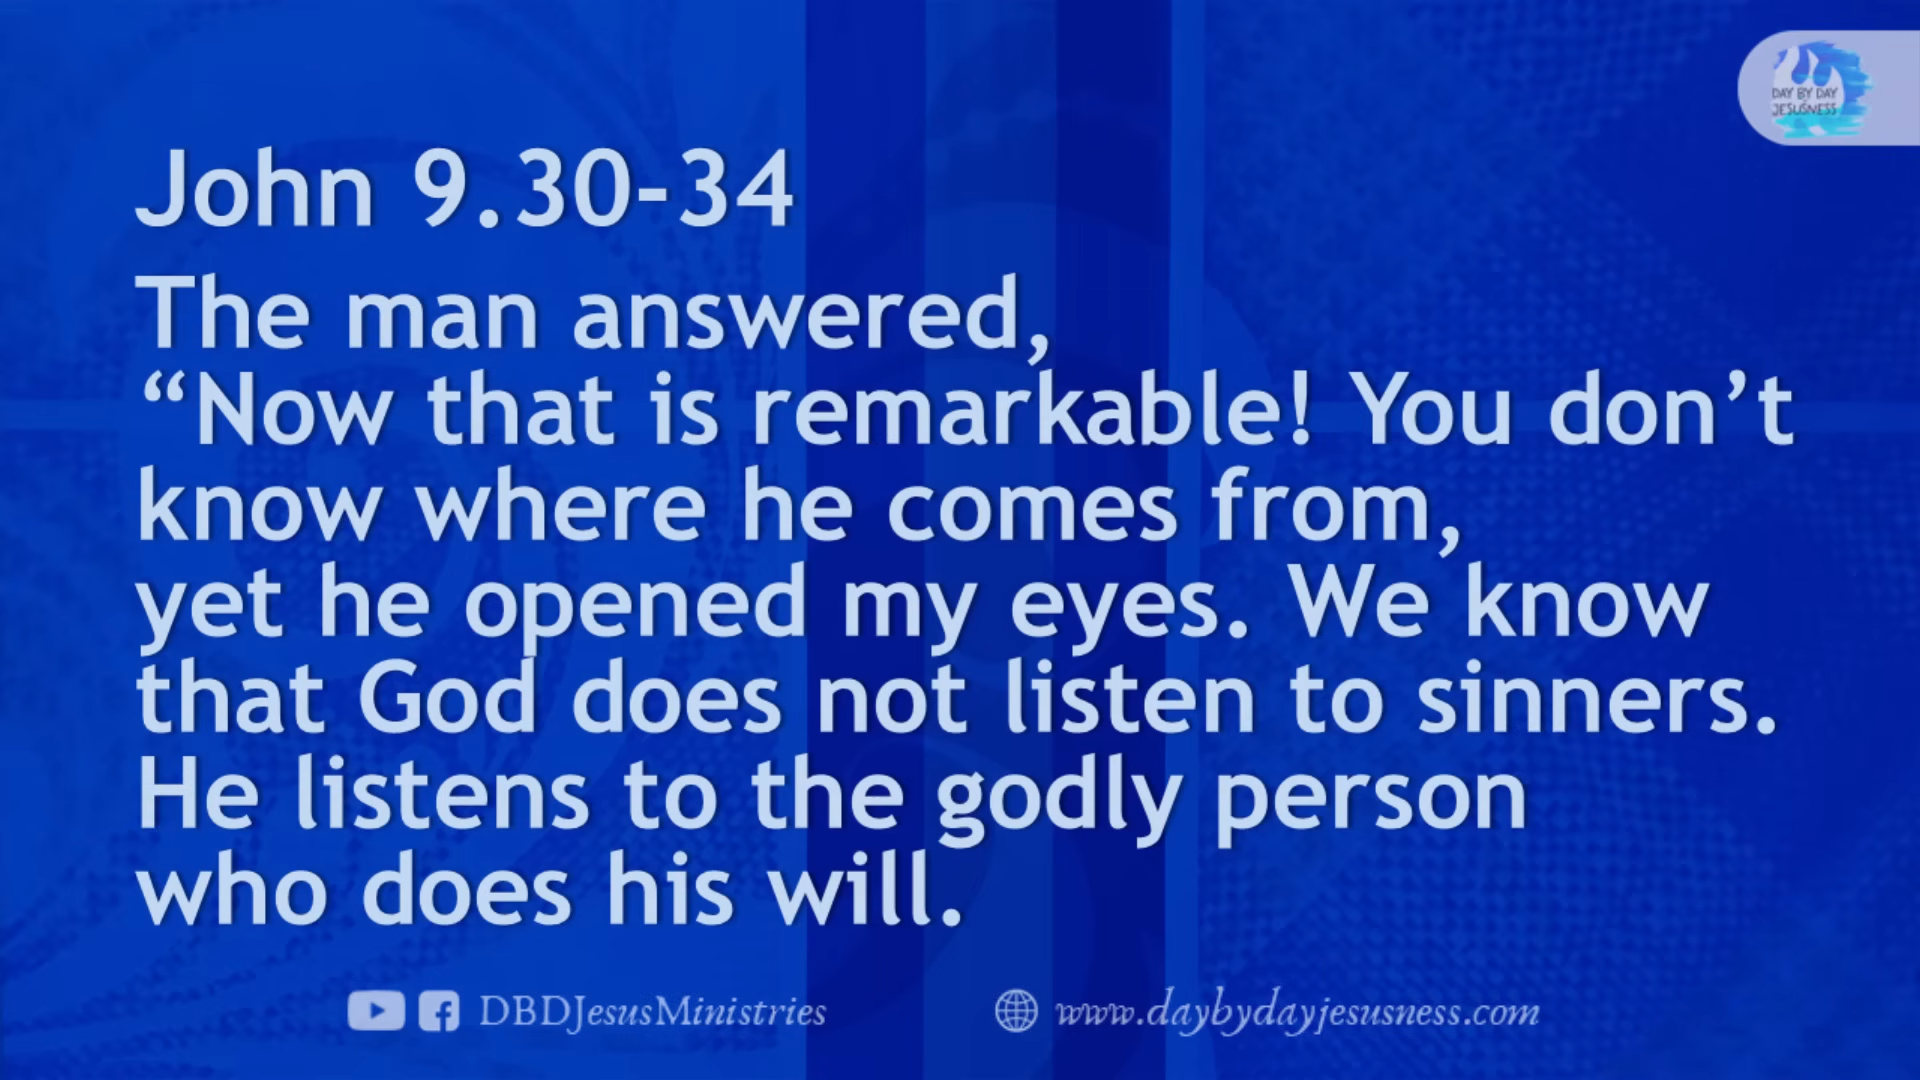 DAY BY DAY
JESUSNESS
John 9.30-34
The man answered,
“Now that is remarkable! You don’t
know where he comes from,
yet he opened my eyes. We know
that God does not listen to sinners.
He listens to the godly person
who does his will.
DBDJesusMinistries
www.daybydayjesusness.com